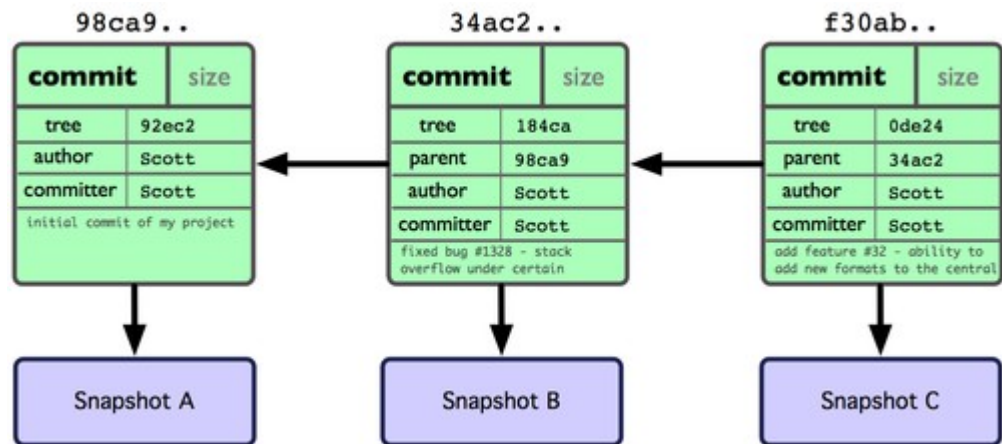 98ca9..
commit size
tree 92ec2
author Scott
committer Scott
initial commit of my project
Snapshot A
34ac2..
commit size
tree 184ca
parent 98ca9
author Scott
committer Scott
fixed bug #1328 - stack
overflow under certain
Snapshot B
f30ab..
commit size
tree 0de24
parent 34ac2
author Scott
committer Scott
add feature #32 - ability to
add new formats to the central
Snapshot C